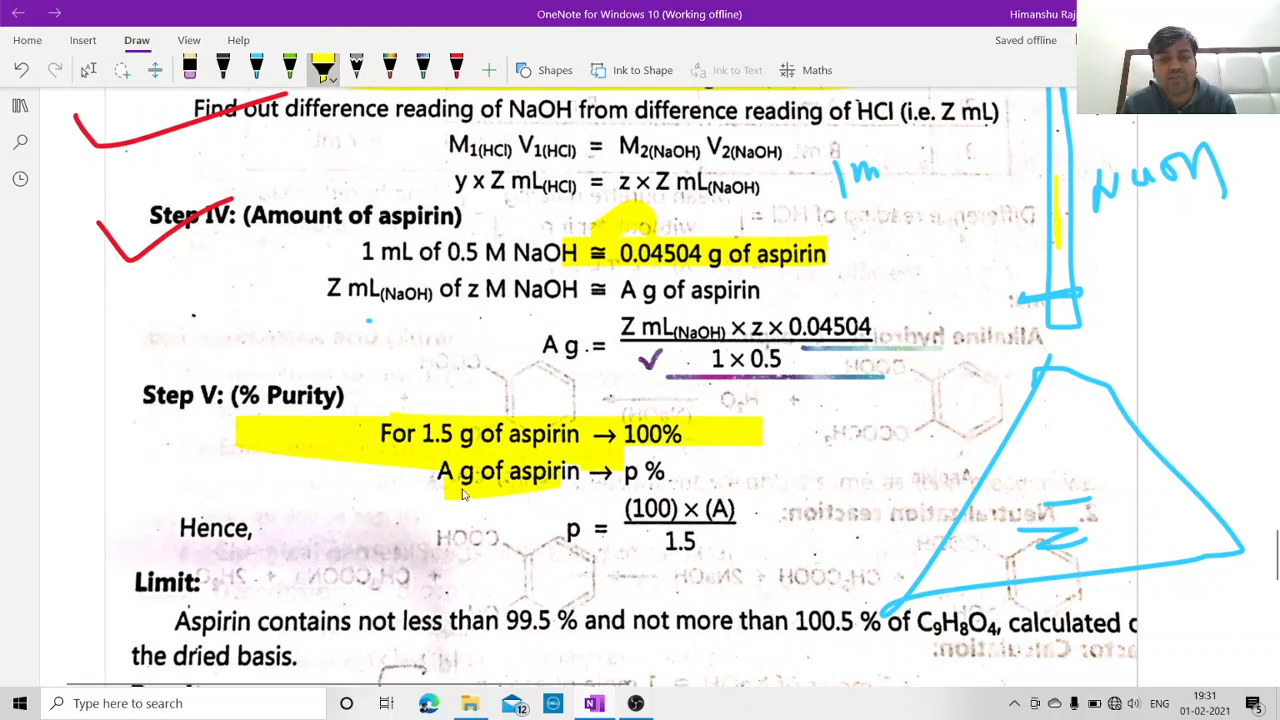 OneNote for Windows 10 (Working offline)
Himanshu Raj
Home Insert Draw View Help
Saved offline
Shapes Ink to Shape Ink to Text Maths
Find out difference reading of NaOH from difference reading of HCl (i.e. Z mL)
M1(HCl) V1(HCl) = M2(NaOH) V2(NaOH)
y x Z mL(HCl) = z × Z mL(NaOH)
1m
NaOH
Step IV: (Amount of aspirin)
1 mL of 0.5 M NaOH ≅ 0.04504 g of aspirin
Z mL(NaOH) of z M NaOH ≅ A g of aspirin
A g = Z mL(NaOH) × z × 0.04504
1 × 0.5
Step V: (% Purity)
For 1.5 g of aspirin → 100%
A g of aspirin → p %
Hence, p = (100) × (A)
1.5
Limit:
Aspirin contains not less than 99.5 % and not more than 100.5 % of C9H8O4, calculated
the dried basis.
Type here to search
12
ENG
19:31
01-02-2021
5